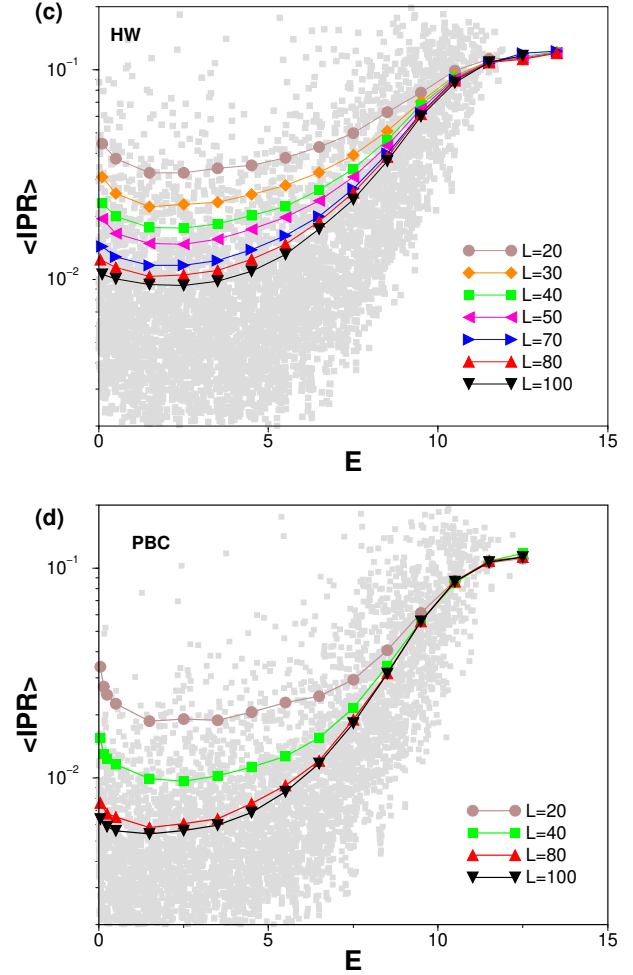 (c)
HW
10⁻¹
<IPR>
10⁻²
L=20
L=30
L=40
L=50
L=70
L=80
L=100
0
5
10
15
E
(d)
PBC
10⁻¹
<IPR>
10⁻²
L=20
L=40
L=80
L=100
0
5
10
15
E